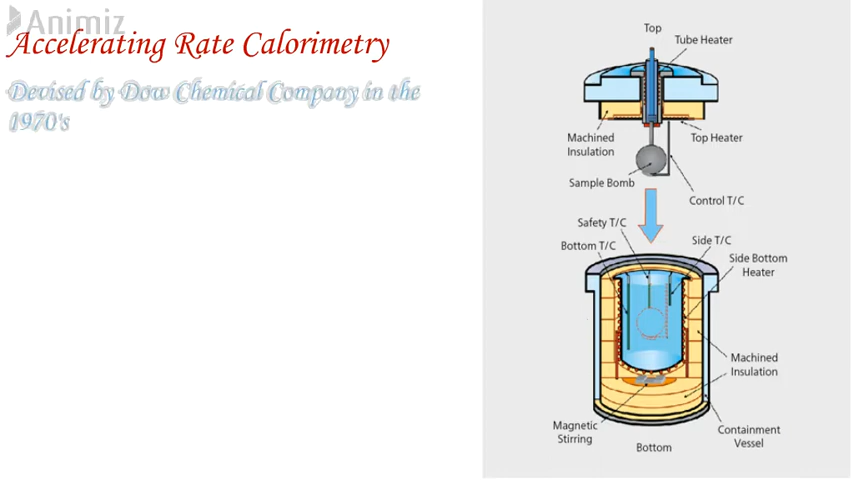 Animiz
Accelerating Rate Calorimetry
Devised by Dow Chemical Company in the
1970's
Top
Tube Heater
Machined
Insulation
Top Heater
Sample Bomb
Control T/C
Safety T/C
Bottom T/C
Side T/C
Side Bottom
Heater
Machined
Insulation
Magnetic
Stirring
Containment
Vessel
Bottom